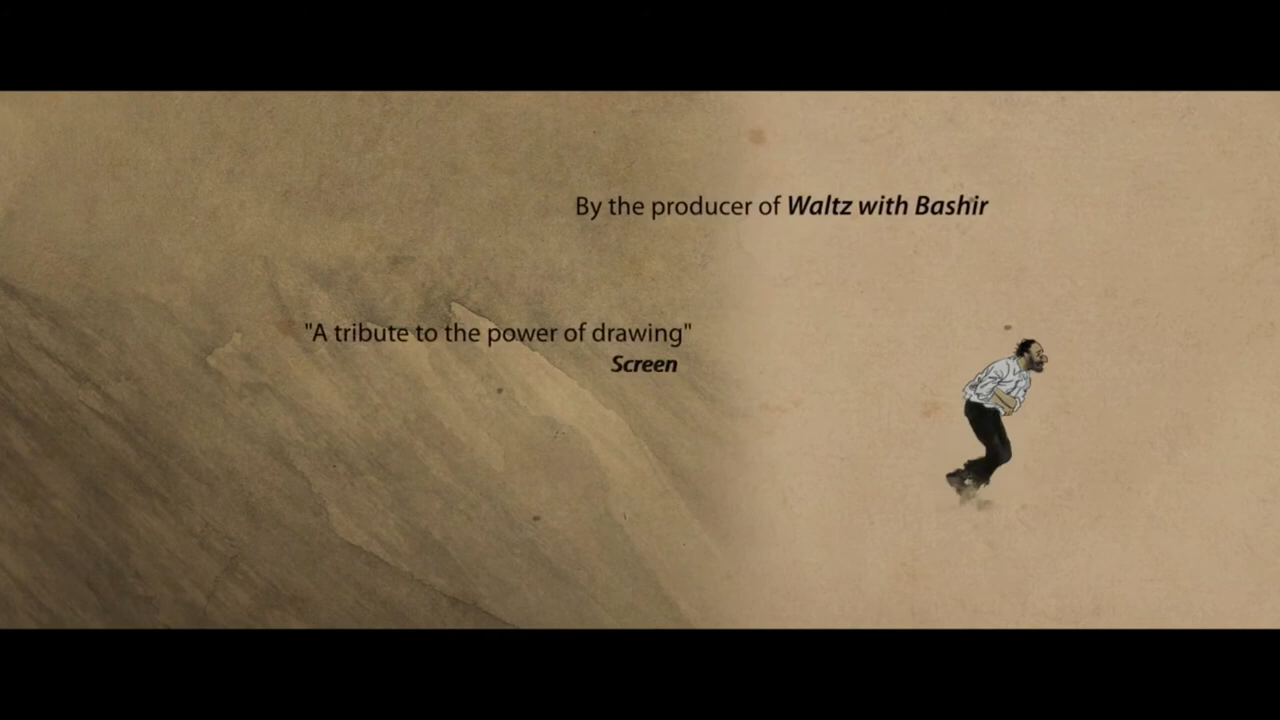 By the producer of Waltz with Bashir
"A tribute to the power of drawing"
Screen